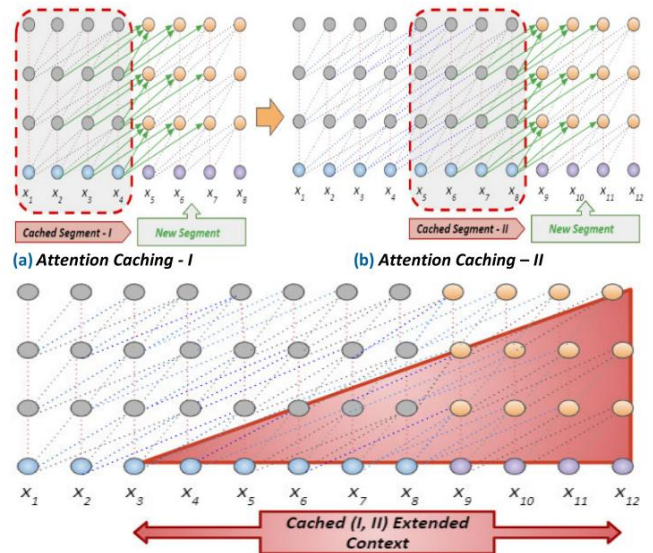 x1 x2 x3 x4 x5 x6 x7 x8
x1 x2 x3 x4 x5 x6 x7 x8 x9 x10 x11 x12
Cached Segment - I
New Segment
Cached Segment - II
New Segment
(a) Attention Caching - I
(b) Attention Caching – II
x1 x2 x3 x4 x5 x6 x7 x8 x9 x10 x11 x12
Cached (I, II) Extended
Context